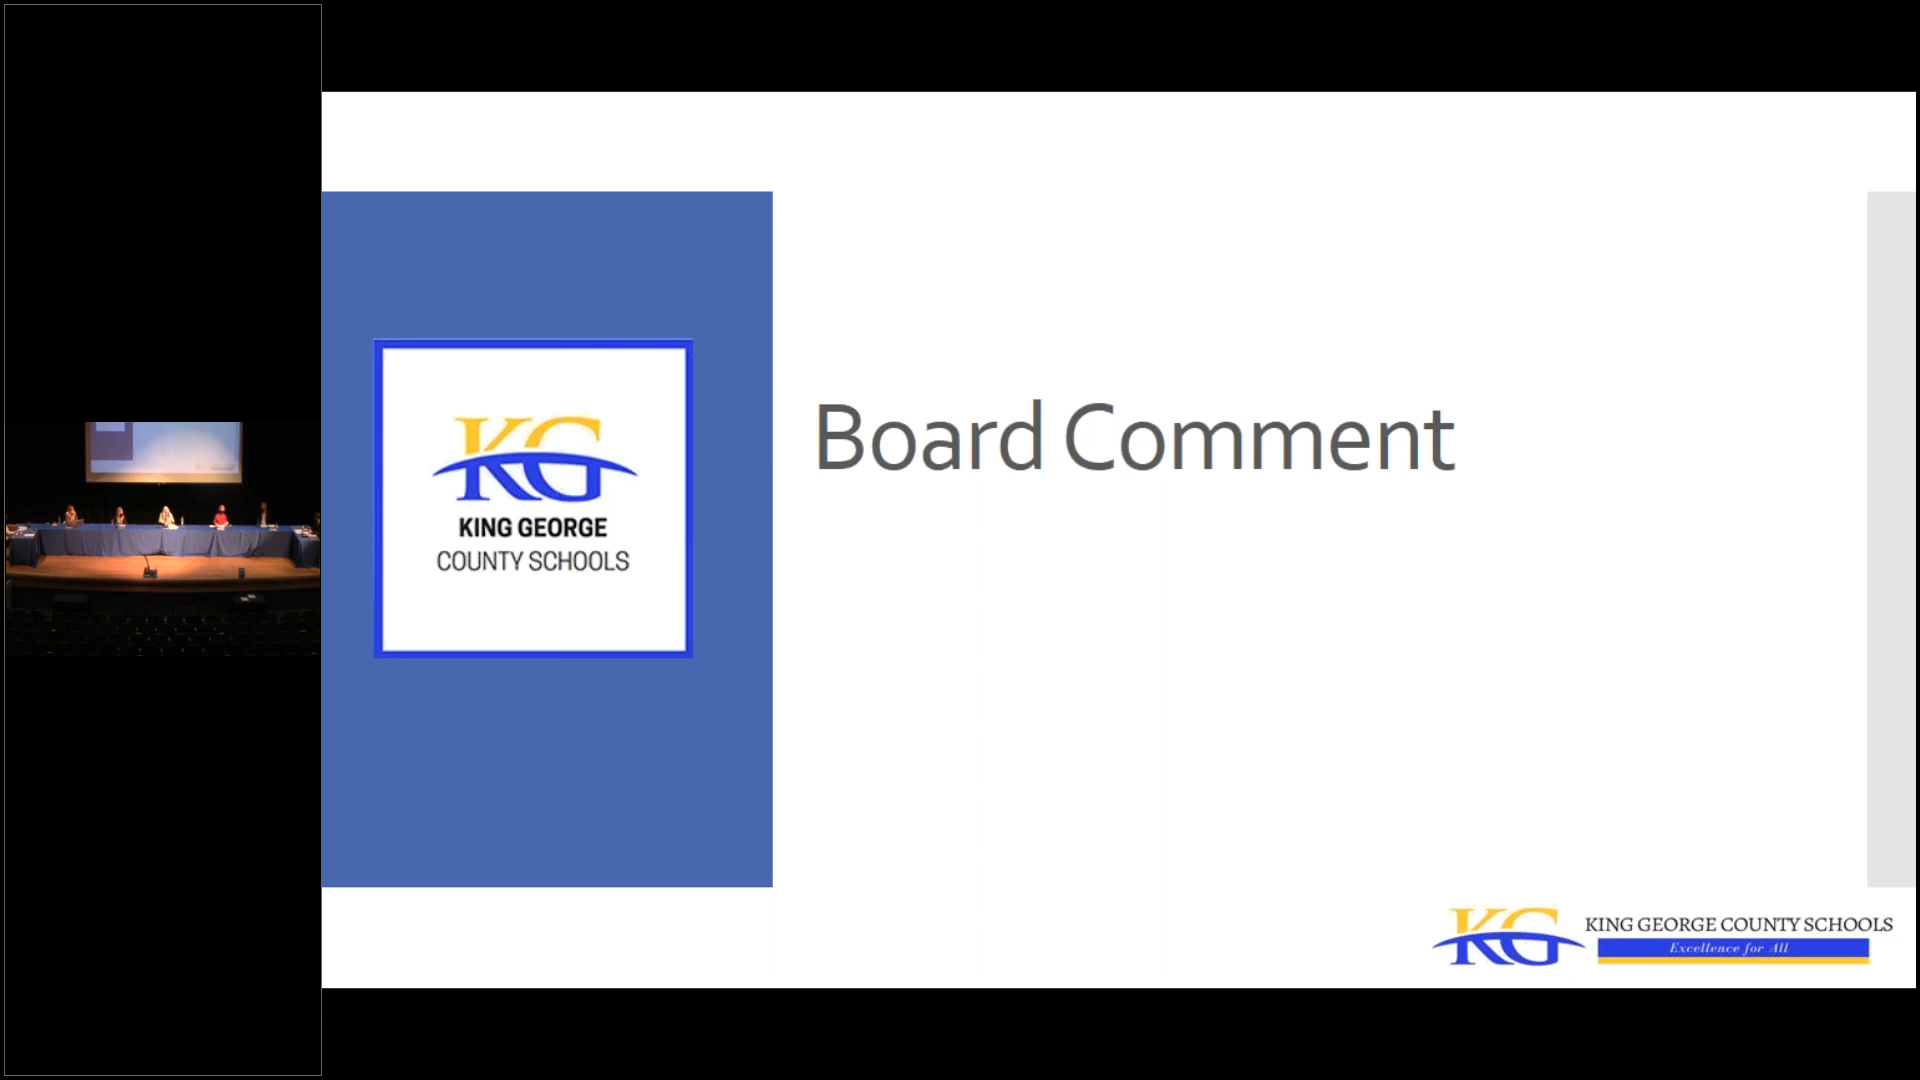 KG
KING GEORGE
COUNTY SCHOOLS
Board Comment
KG
KING GEORGE COUNTY SCHOOLS
Excellence for All